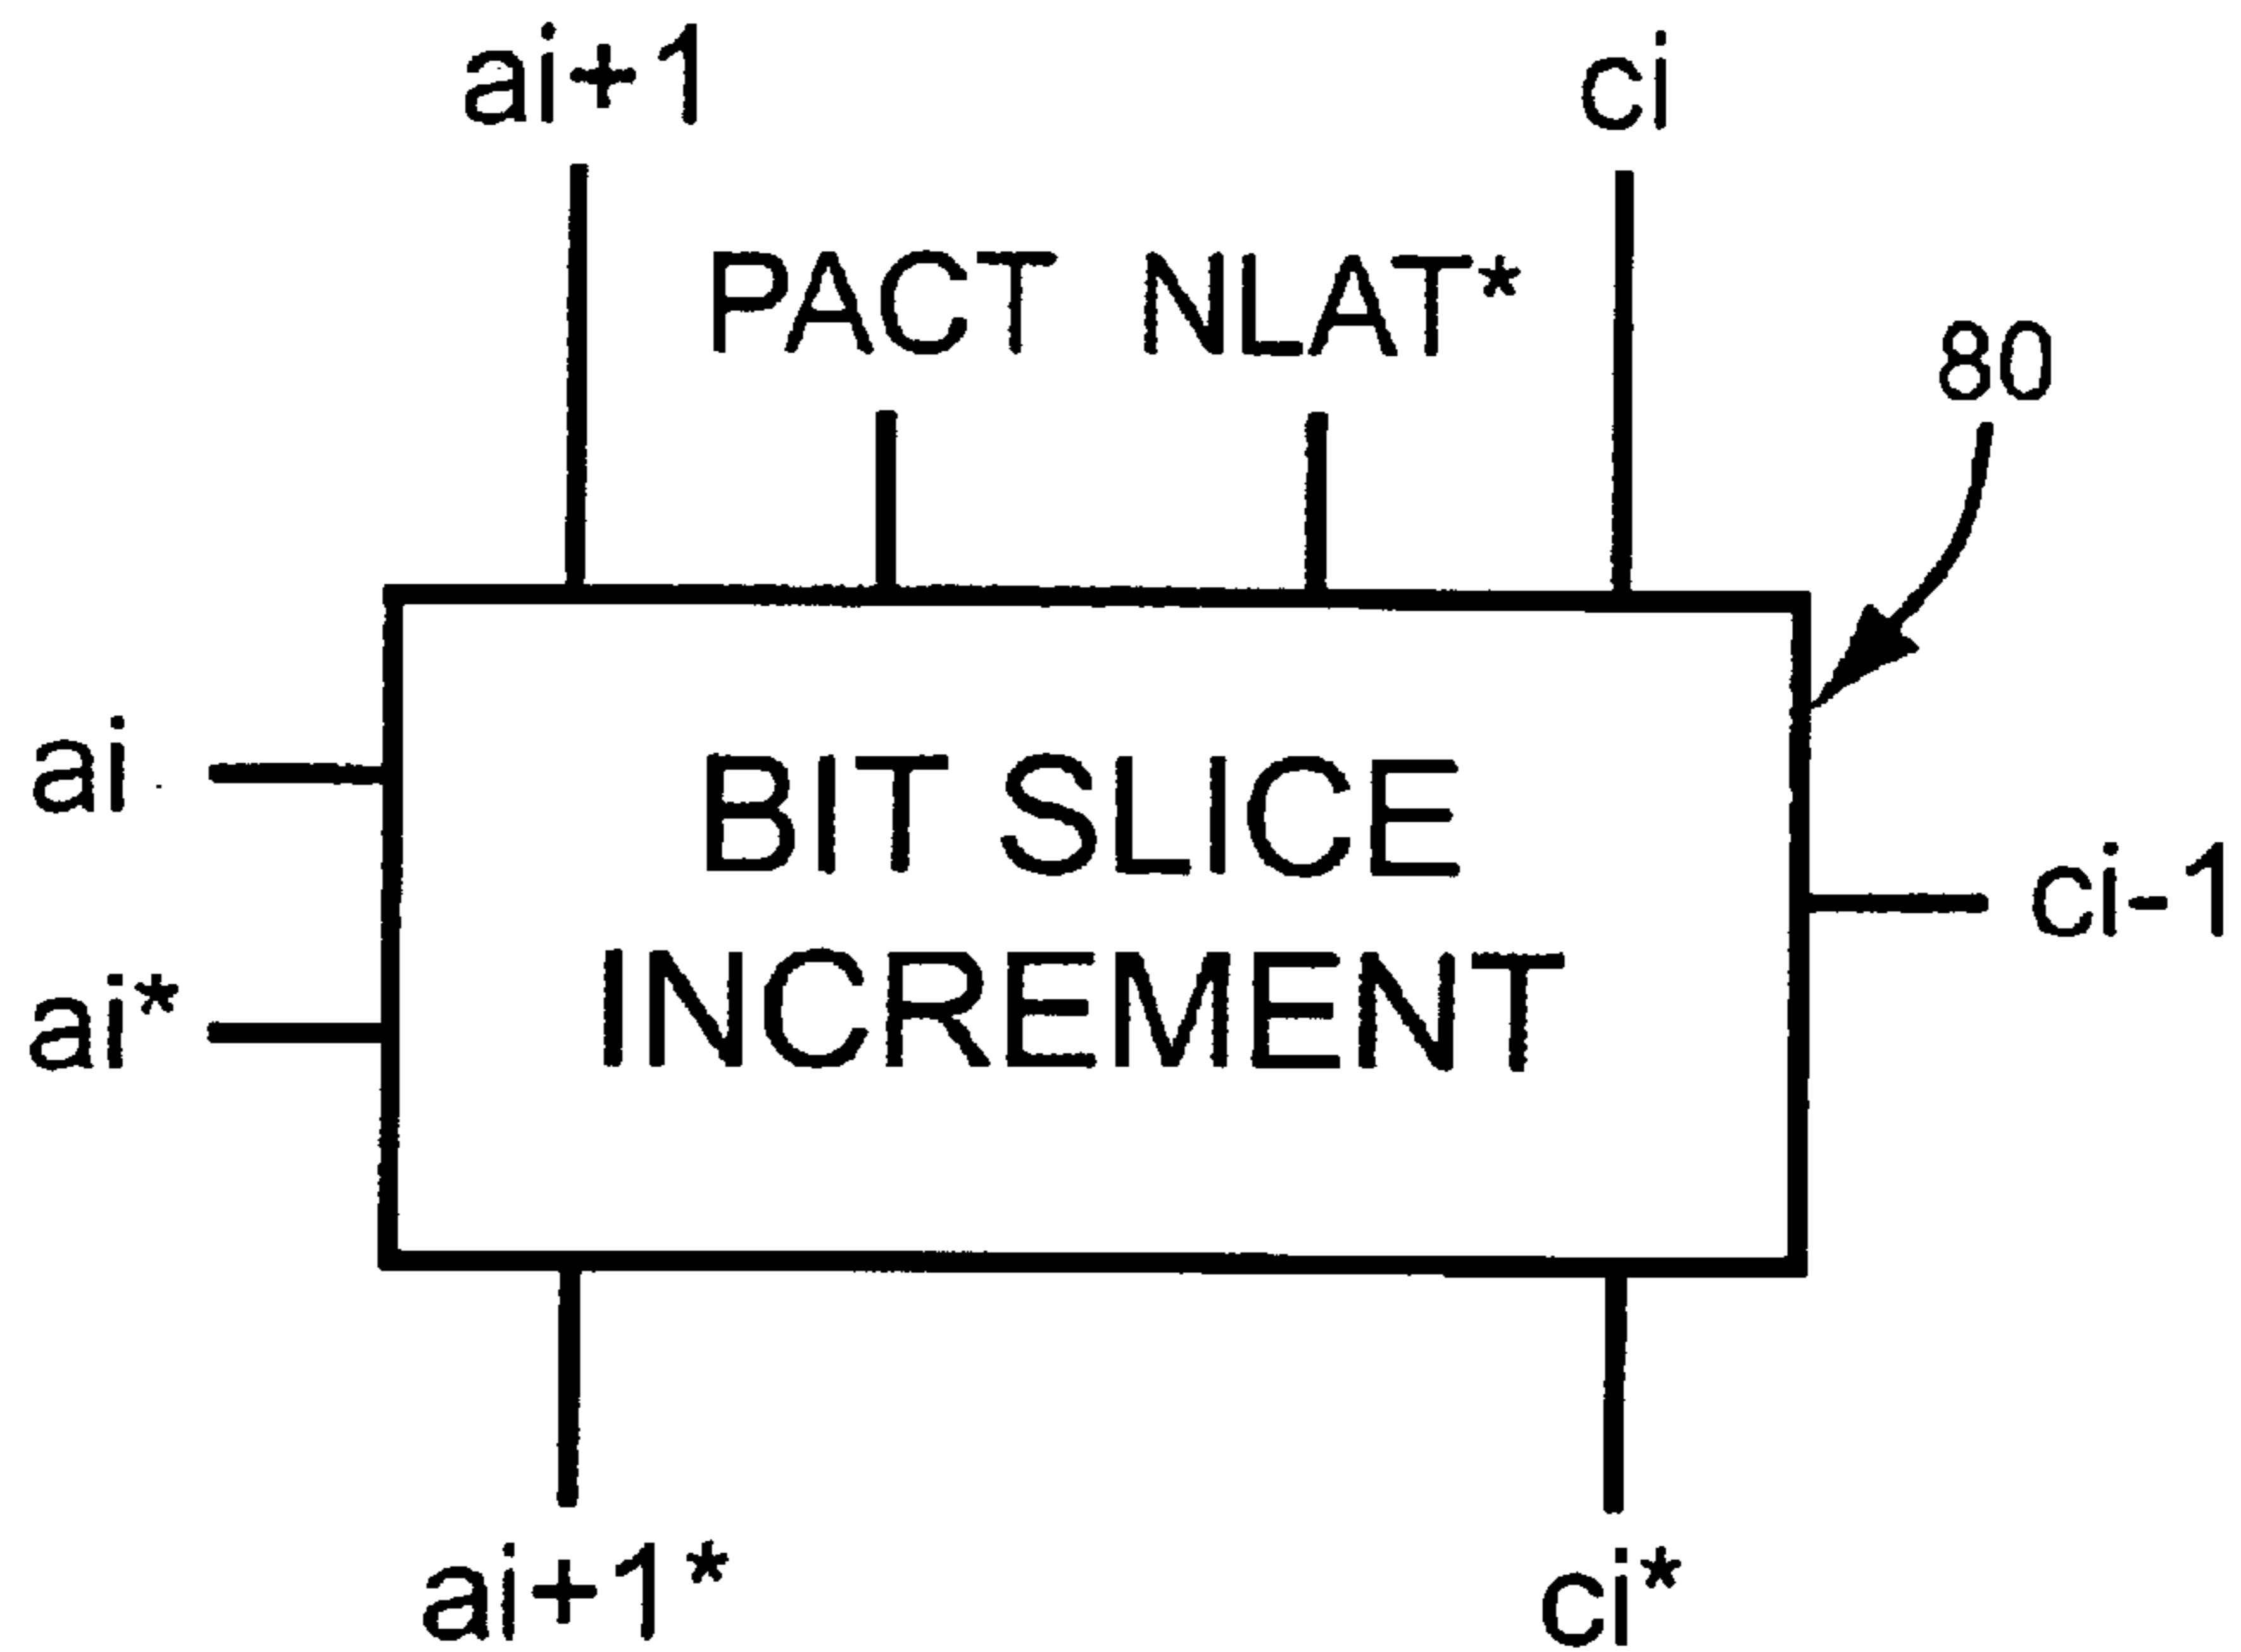 ai+1
ci
PACT NLAT*
80
ai
BIT SLICE
ci-1
INCREMENT
ai*
ai+1*
ci*